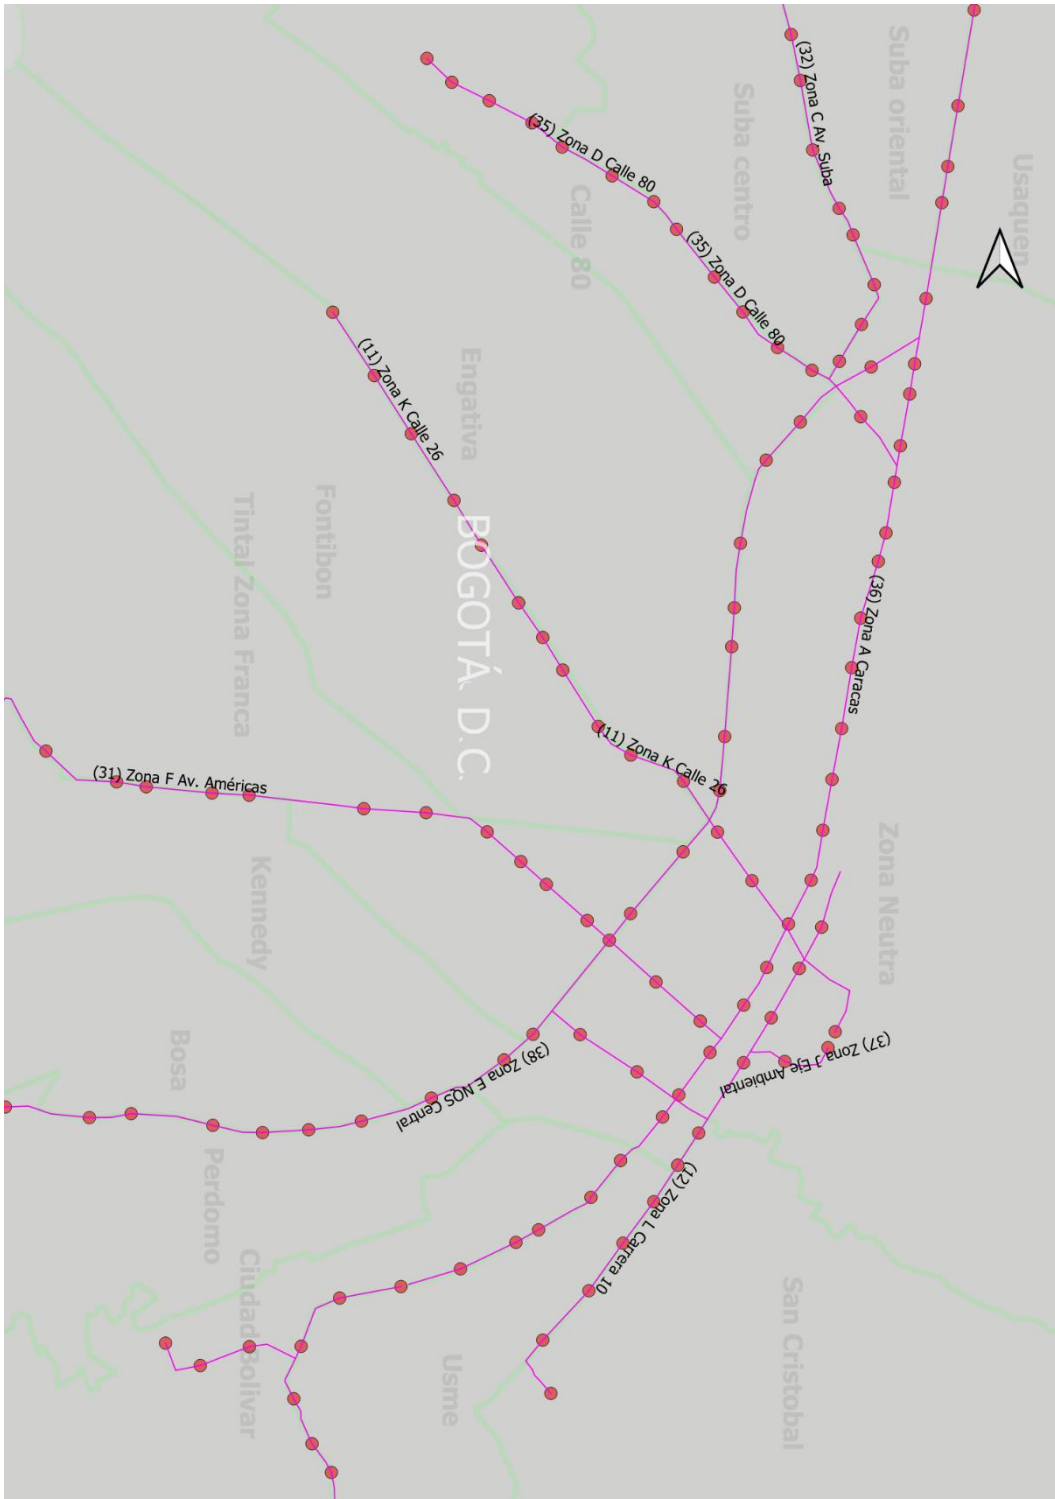 Suba oriental
Usaquen
Suba centro
(32) Zona C Av. Suba
(35) Zona D Calle 80
Calle 80
(35) Zona D Calle 80
(11) Zona K Calle 26
Engativa
Fontibon
Tintal Zona Franca
BOGOTÁ, D.C.
(36) Zona A Caracas
(11) Zona K Calle 26
(31) Zona F Av. Américas
Zona Neutra
Kennedy
Bosa
(38) Zona E NQS Central
(37) Zona J Eje Ambiental
Perdomo
(12) Zona L Carrera 10
Ciudad Bolivar
San Cristobal
Usme